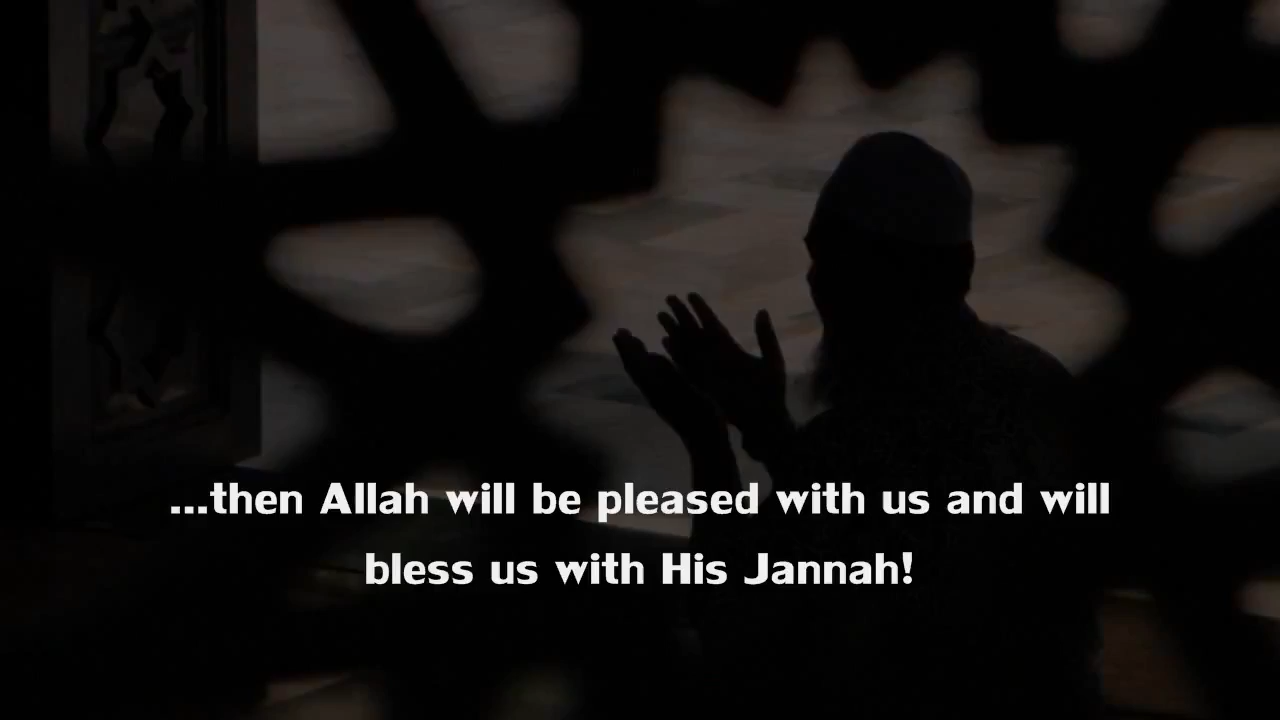 ...then Allah will be pleased with us and will
bless us with His Jannah!